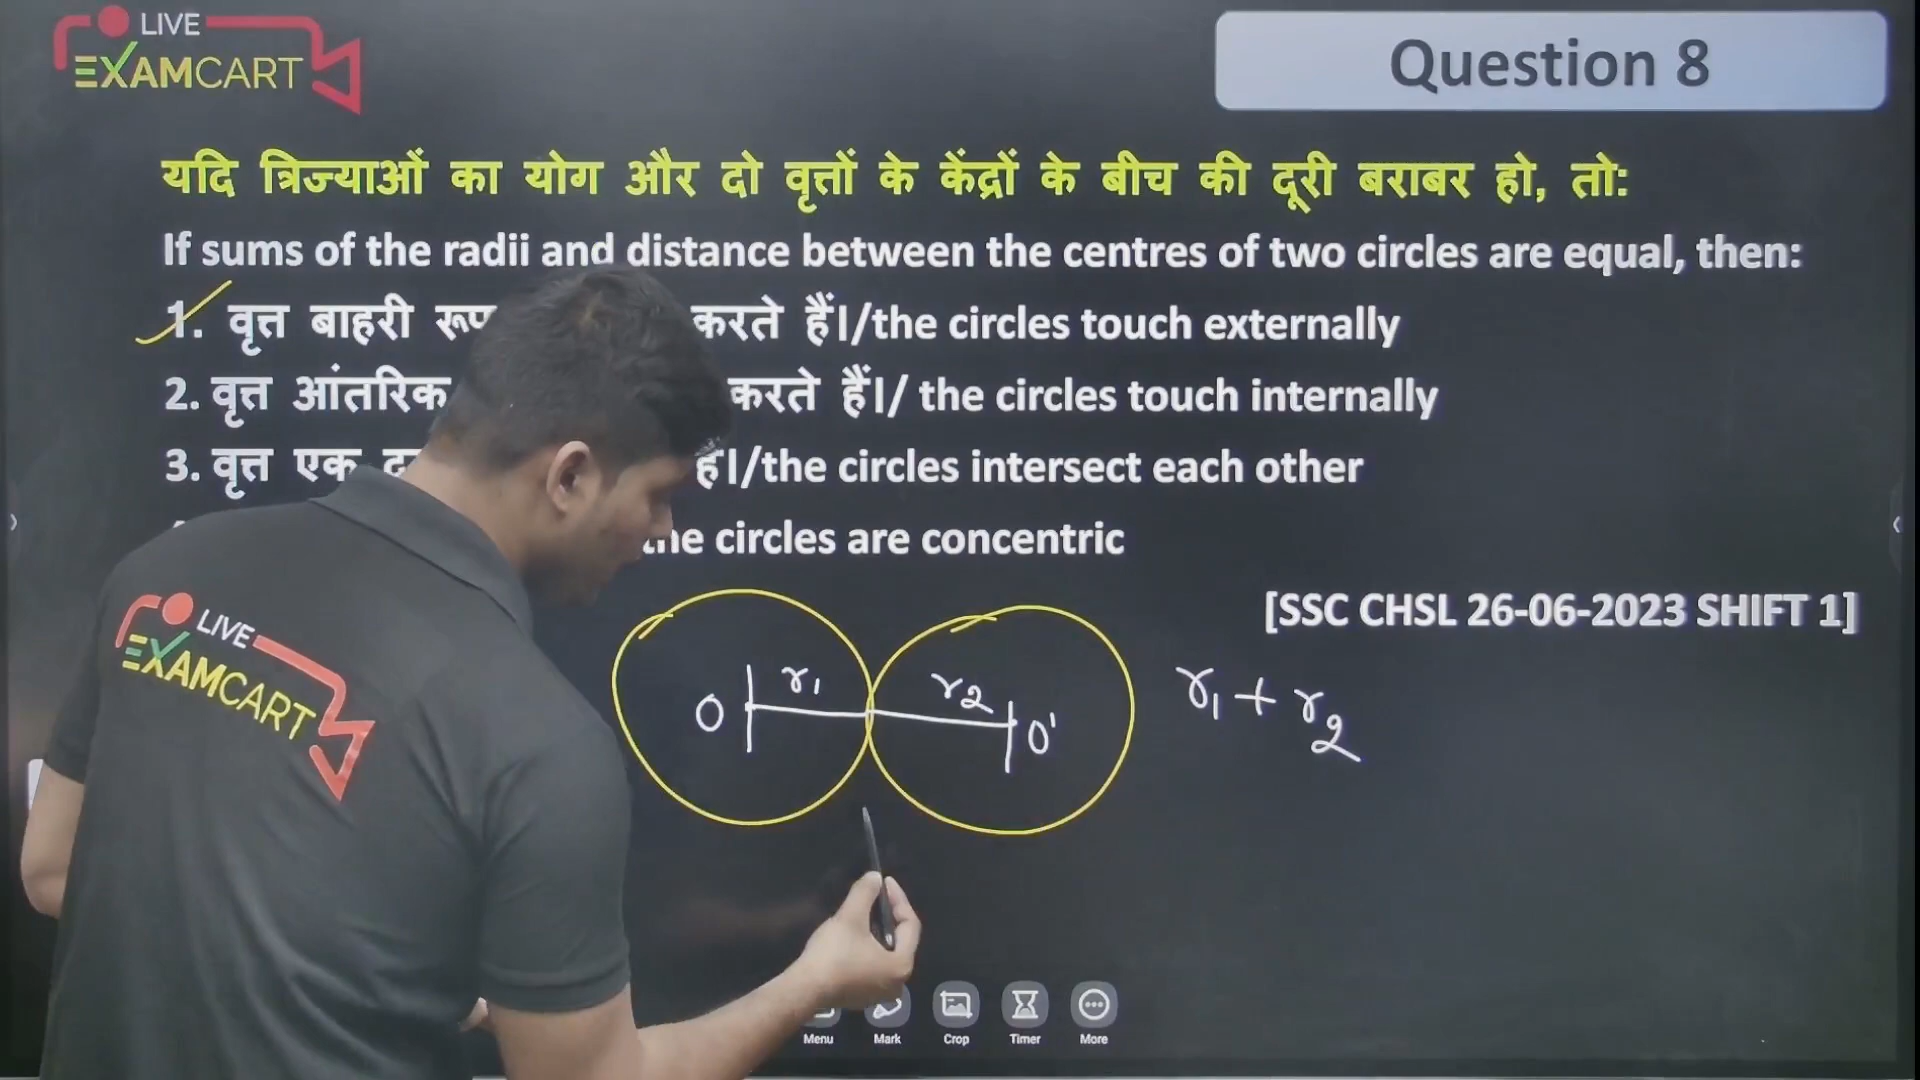 LIVE
EXAMCART
Question 8
यदि त्रिज्याओं का योग और दो वृत्तों के केंद्रों के बीच की दूरी बराबर हो, तो:
If sums of the radii and distance between the centres of two circles are equal, then:
1. वृत्त बाहरी रूप करते हैं।/the circles touch externally
2. वृत्त आंतरिक करते हैं।/ the circles touch internally
3. वृत्त एक हैं।/the circles intersect each other
the circles are concentric
[SSC CHSL 26-06-2023 SHIFT 1]
O r1 r2 O'
r1 + r2
LIVE
EXAMCART
Menu Mark Crop Timer More